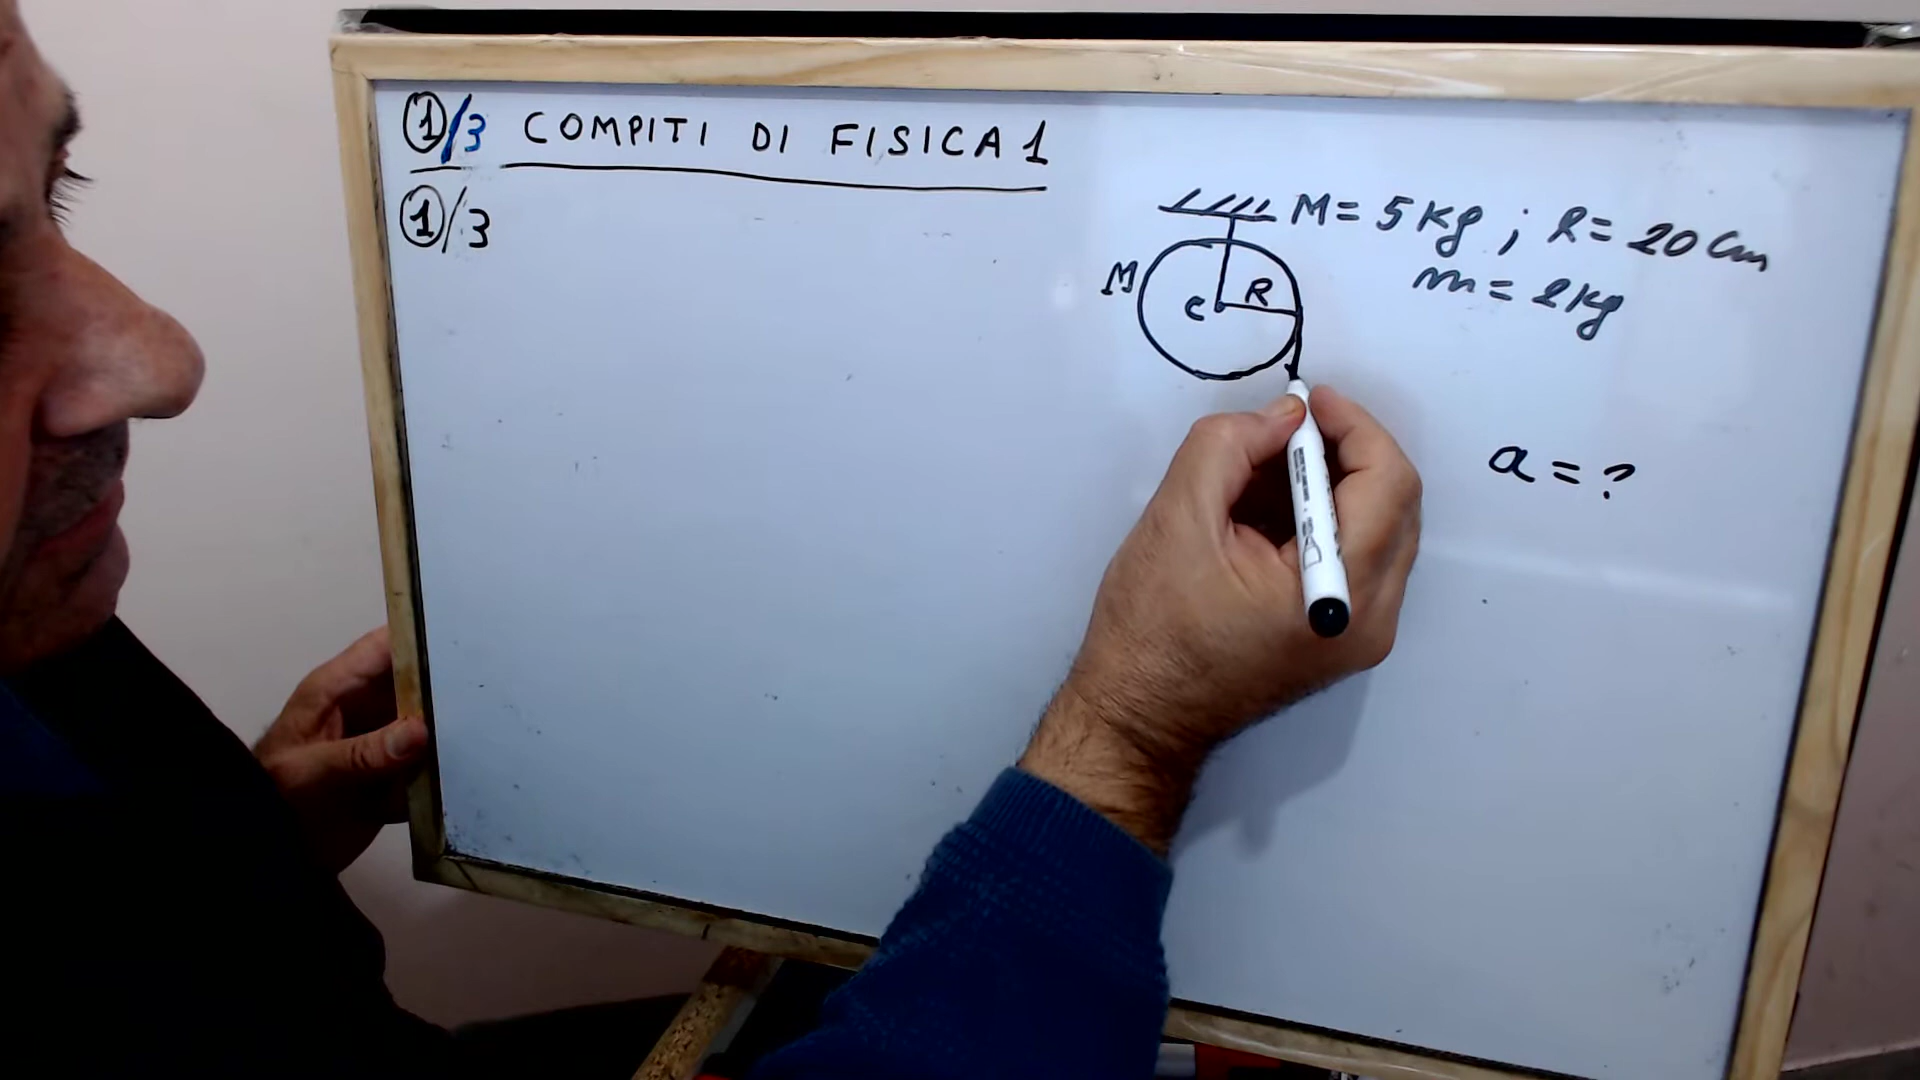 1/3 COMPITI DI FISICA 1
1/3
M = 5 Kg ; R = 20 Cm
m = 2 Kg
M
C
R
a = ?